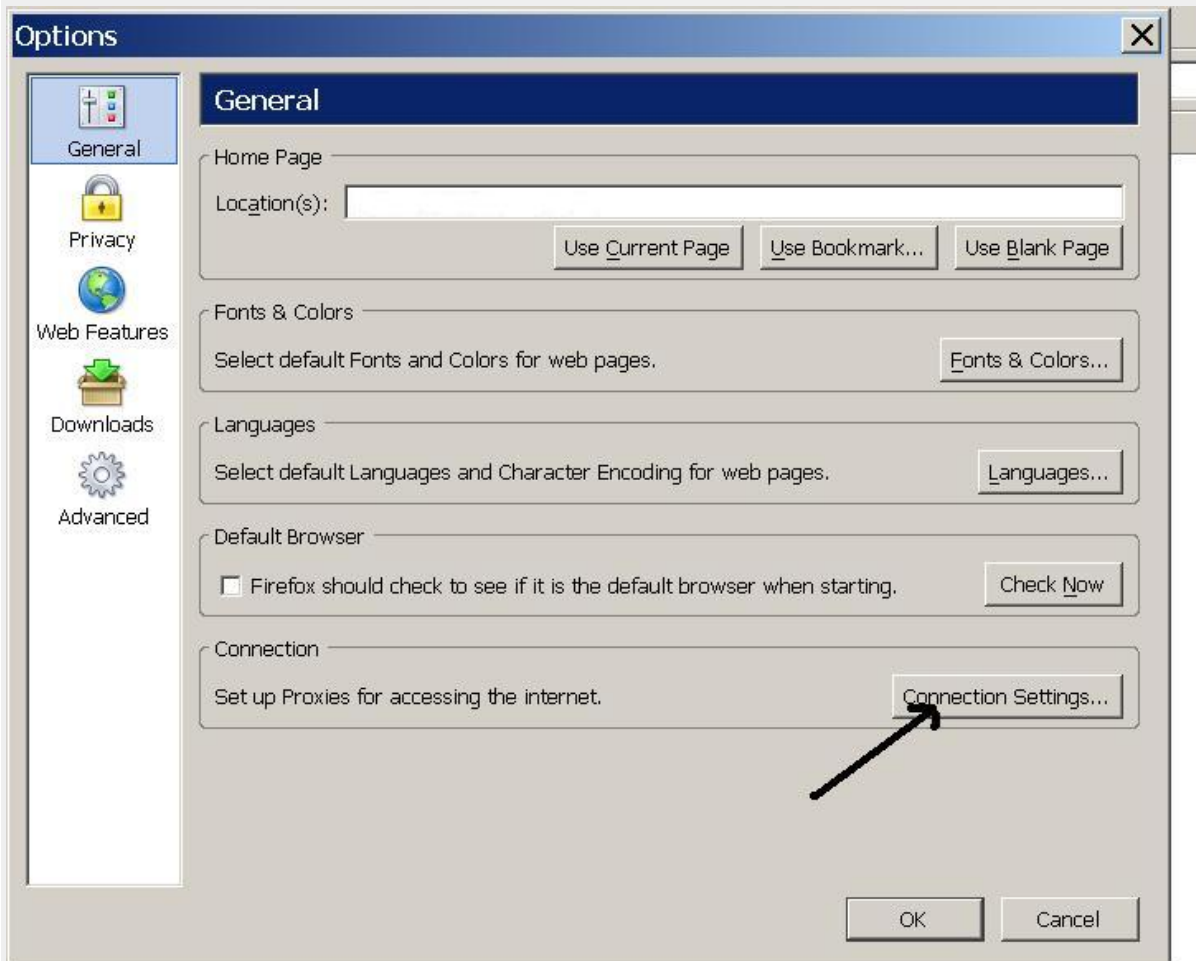 Options
General
General
Privacy
Web Features
Downloads
Advanced
Home Page
Location(s):
Use Current Page Use Bookmark... Use Blank Page
Fonts & Colors
Select default Fonts and Colors for web pages. Fonts & Colors...
Languages
Select default Languages and Character Encoding for web pages. Languages...
Default Browser
Firefox should check to see if it is the default browser when starting. Check Now
Connection
Set up Proxies for accessing the internet. Connection Settings...
OK Cancel